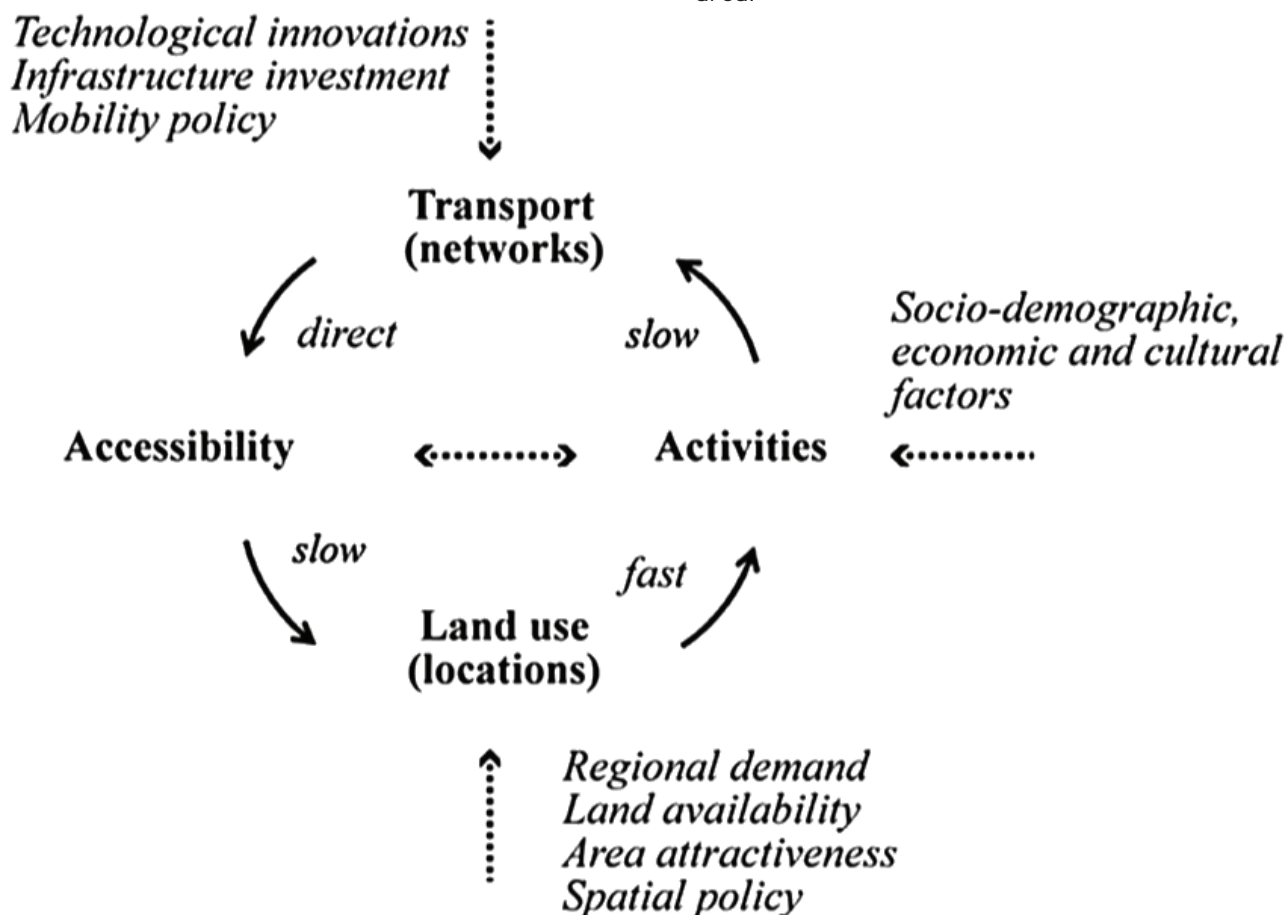 Technological innovations
Infrastructure investment
Mobility policy
Transport
(networks)
direct
slow
Socio-demographic,
economic and cultural
factors
Accessibility
Activities
slow
fast
Land use
(locations)
Regional demand
Land availability
Area attractiveness
Spatial policy